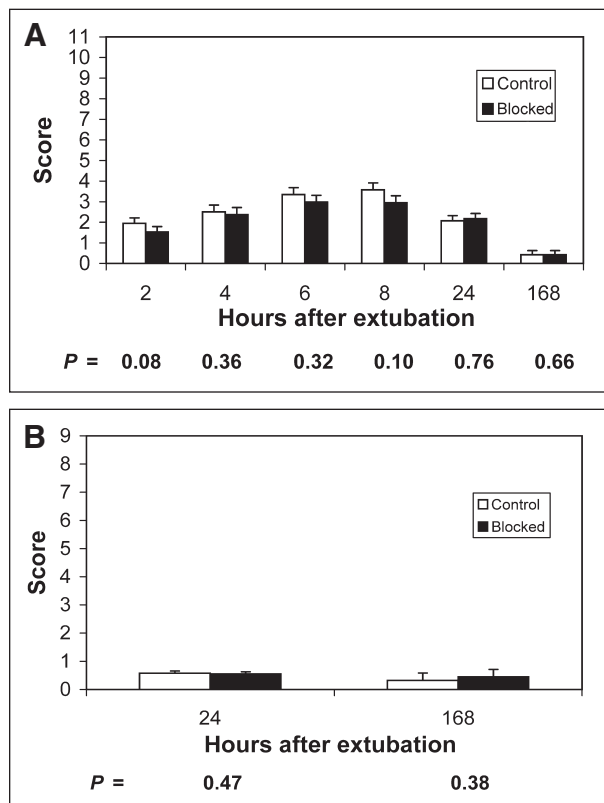 A
11
10
9
8
7
6
5
4
3
2
1
0
Score
Control
Blocked
2 4 6 8 24 168
Hours after extubation
P = 0.08 0.36 0.32 0.10 0.76 0.66
B
9
8
7
6
5
4
3
2
1
0
Score
Control
Blocked
24 168
Hours after extubation
P = 0.47 0.38